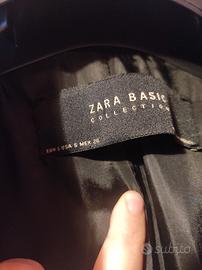 ZARA BASIC
COLLECTION
EUR S USA S MEX 26
subito